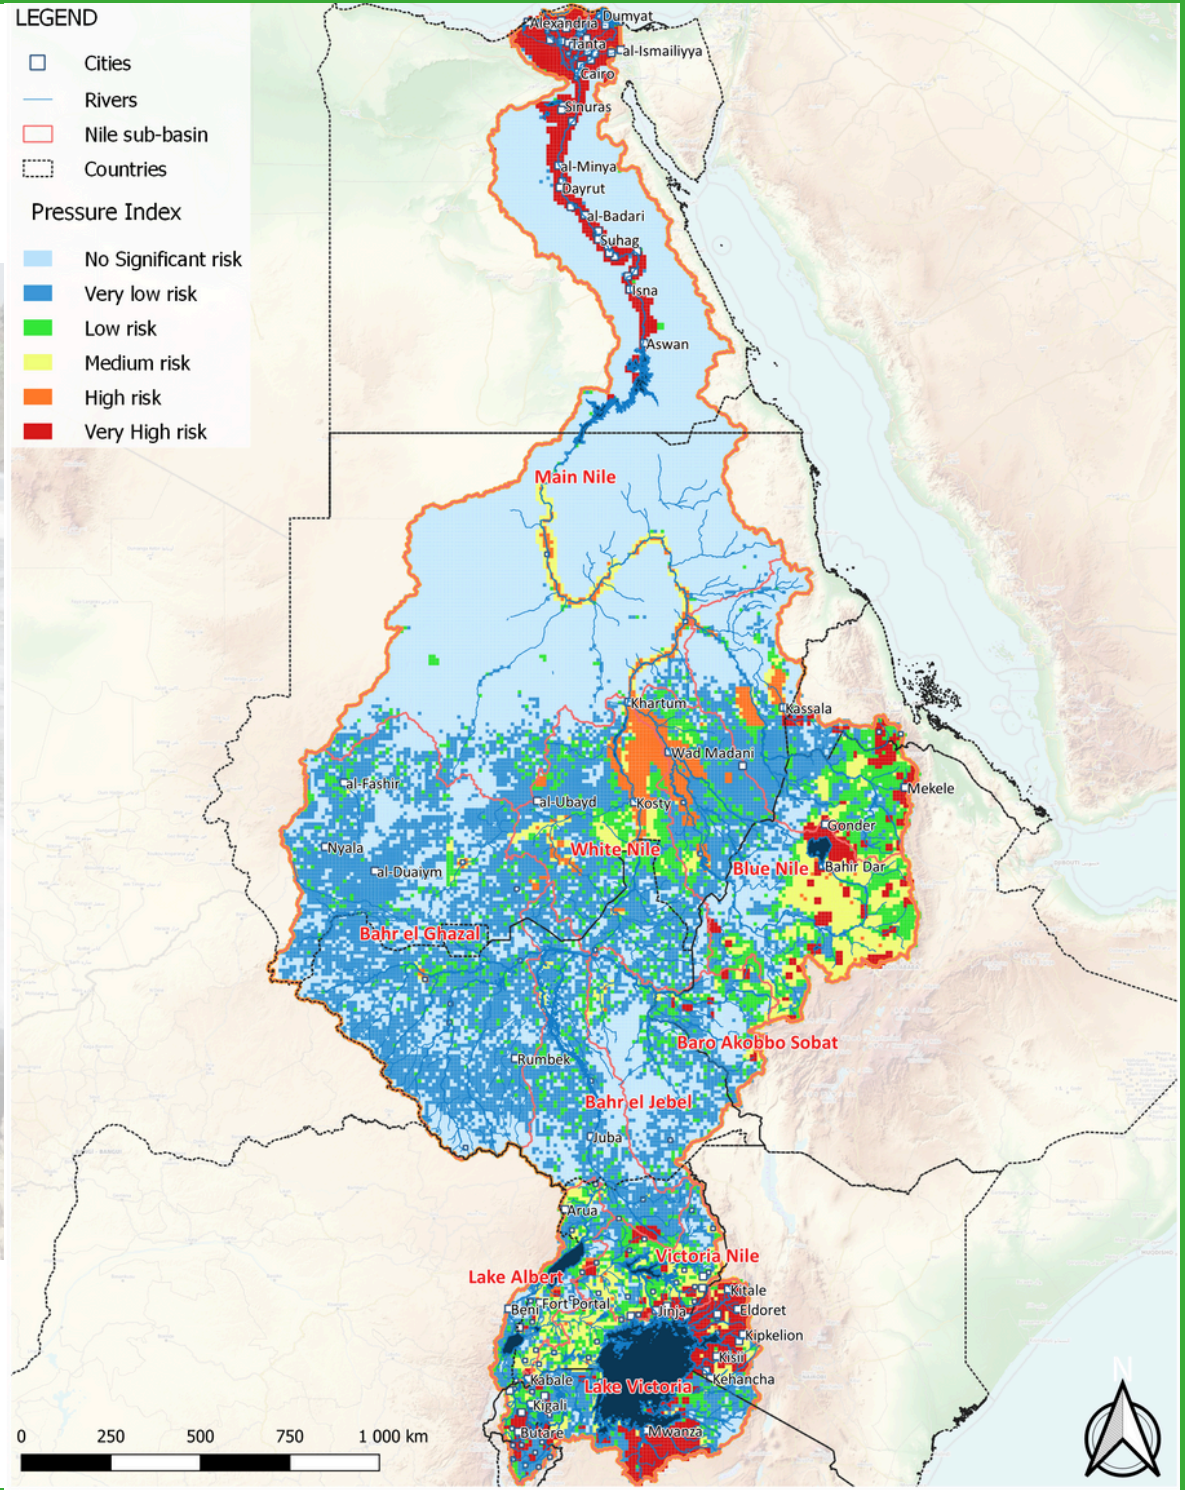 LEGEND
Cities
Rivers
Nile sub-basin
Countries
Pressure Index
No Significant risk
Very low risk
Low risk
Medium risk
High risk
Very High risk
Alexandria
Dumyat
Tanta
al-Ismailiyya
Cairo
Sinuras
al-Minya
Dayrut
al-Badari
Suhag
Isna
Aswan
Main Nile
Khartum
Kassala
Wad Madani
al-Fashir
Mekele
al-Ubayd
Kosty
Gonder
Nyala
White Nile
Blue Nile
Bahir Dar
al-Duaiym
Bahr el Ghazal
Baro Akobbo Sobat
Rumbek
Bahr el Jebel
Juba
Arua
Victoria Nile
Lake Albert
Kitale
Beni
Fort Portal
Jinja
Eldoret
Kipkelion
Kisii
Kabale
Lake Victoria
Kehancha
Kigali
Butare
Mwanza
N
0 250 500 750 1 000 km